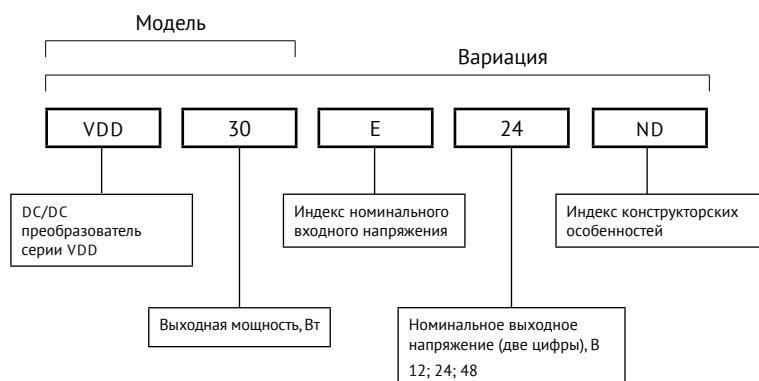 Модель
Вариация
VDD
30
E
24
ND
DC/DC
преобразователь
серии VDD
Индекс номинального
входного напряжения
Индекс конструкторских
особенностей
Выходная мощность, Вт
Номинальное выходное
напряжение (две цифры), В
12; 24; 48